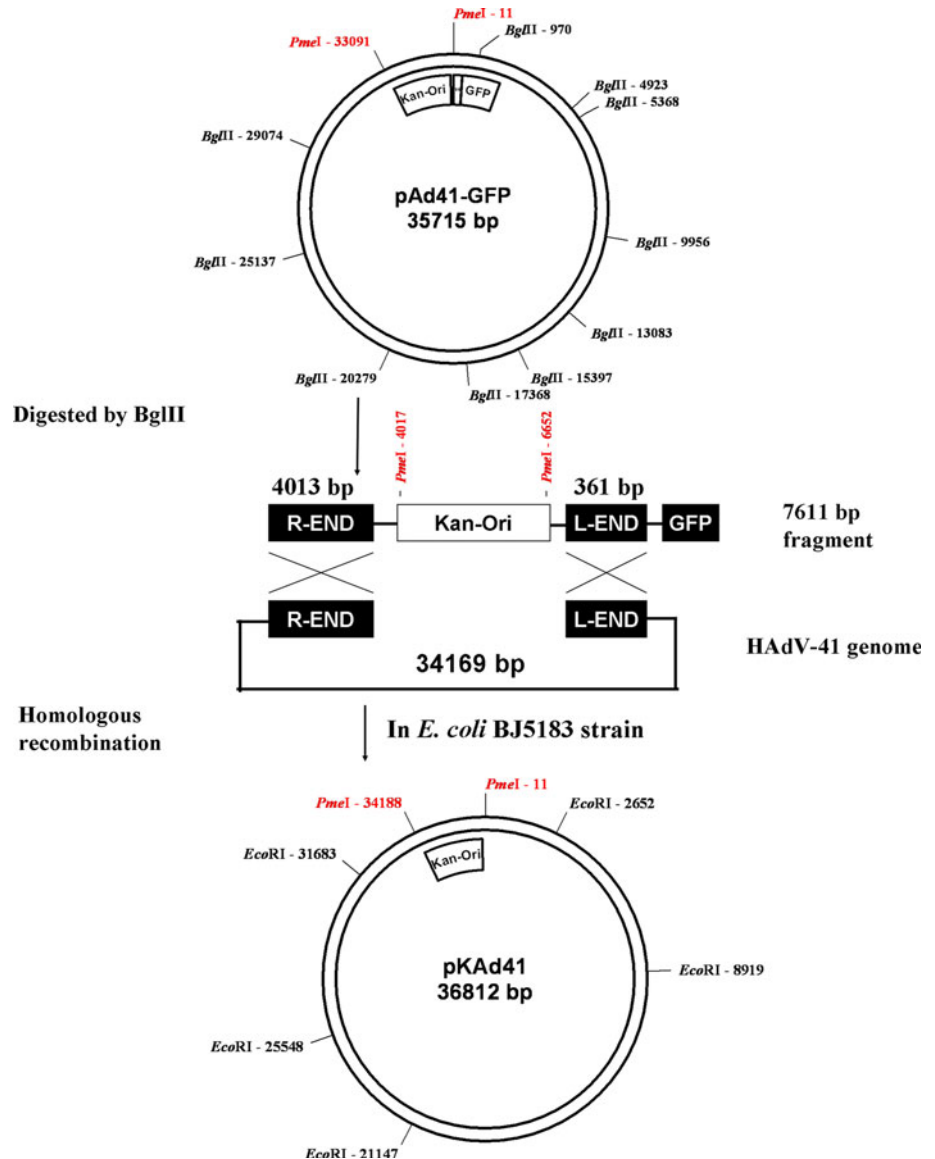 PmeI - 11
PmeI - 33091
BglII - 970
Kan-Ori
GFP
BglII - 4923
BglII - 5368
BglII - 29074
pAd41-GFP
35715 bp
BglII - 9956
BglII - 25137
BglII - 13083
BglII - 20279
BglII - 15397
BglII - 17368
Digested by BglII
PmeI - 4017
PmeI - 6652
4013 bp
361 bp
R-END
Kan-Ori
L-END
GFP
7611 bp
fragment
R-END
L-END
34169 bp
HAdV-41 genome
Homologous
recombination
In E. coli BJ5183 strain
PmeI - 34188
PmeI - 11
EcoRI - 2652
EcoRI - 31683
Kan-Ori
pKAd41
36812 bp
EcoRI - 8919
EcoRI - 25548
EcoRI - 21147